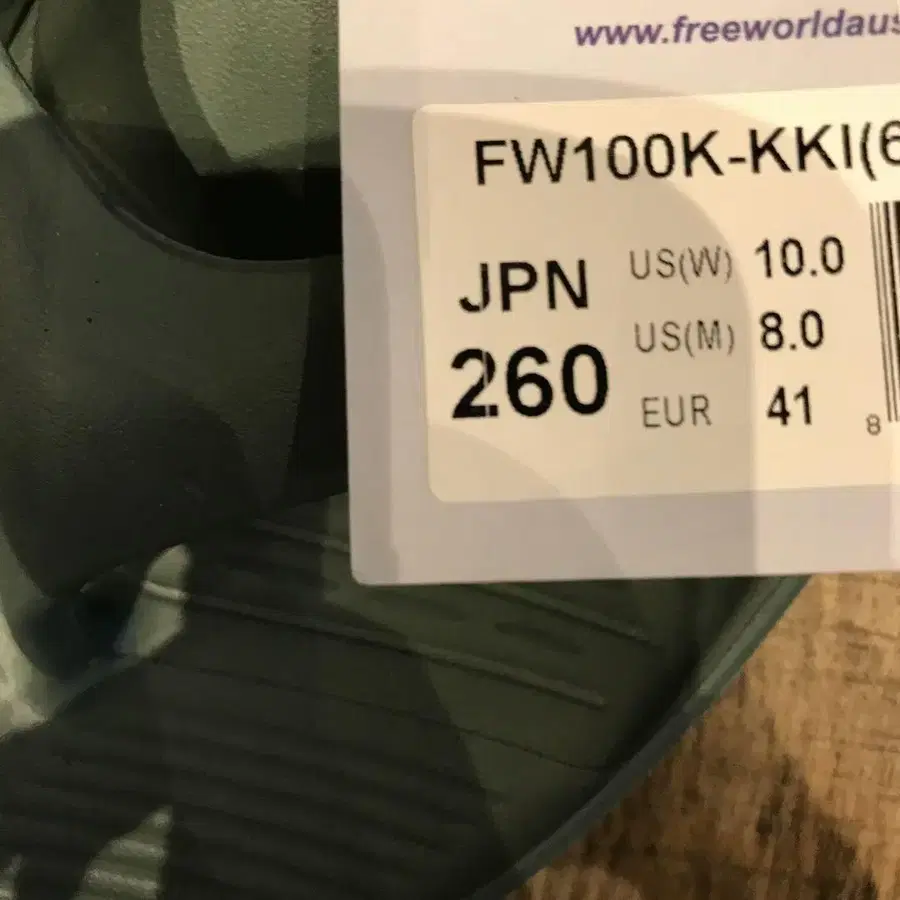 www.freeworldaus
FW100K-KKI(6
JPN US(W) 10.0
260 US(M) 8.0
EUR 41
8